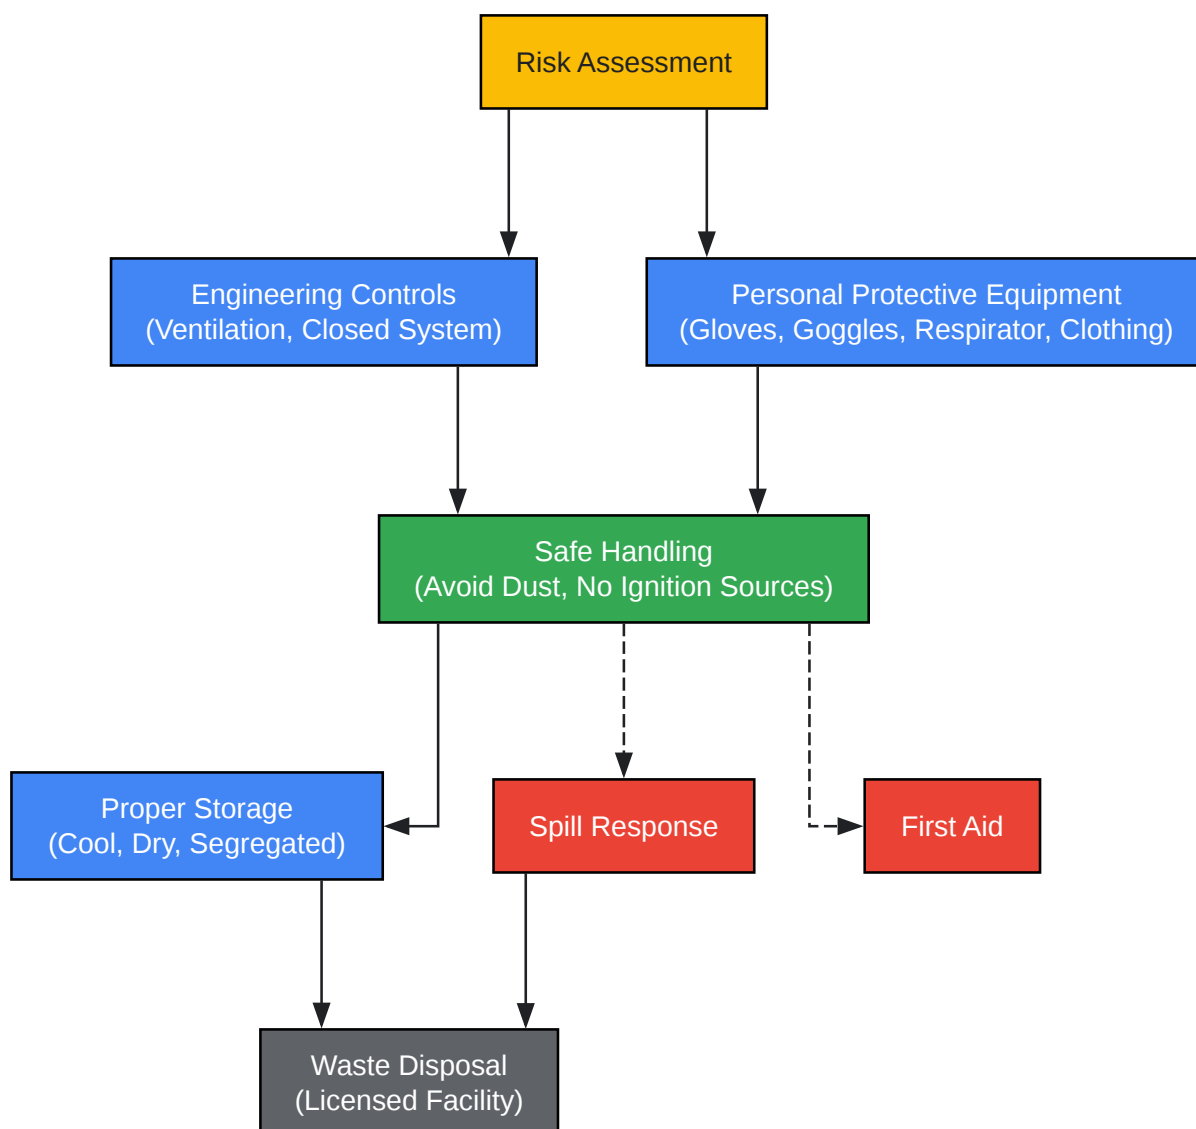 Risk Assessment
Engineering Controls
(Ventilation, Closed System)
Personal Protective Equipment
(Gloves, Goggles, Respirator, Clothing)
Safe Handling
(Avoid Dust, No Ignition Sources)
Proper Storage
(Cool, Dry, Segregated)
Spill Response
First Aid
Waste Disposal
(Licensed Facility)